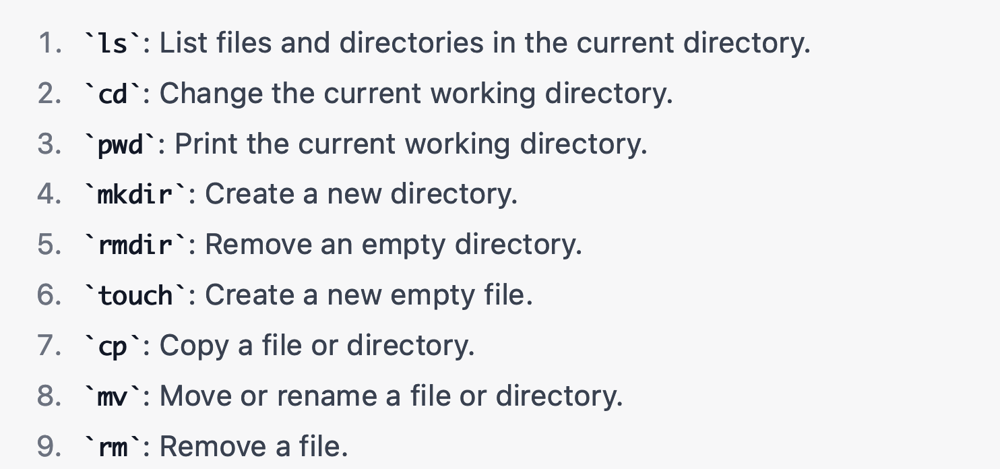 1. `ls`: List files and directories in the current directory.
2. `cd`: Change the current working directory.
3. `pwd`: Print the current working directory.
4. `mkdir`: Create a new directory.
5. `rmdir`: Remove an empty directory.
6. `touch`: Create a new empty file.
7. `cp`: Copy a file or directory.
8. `mv`: Move or rename a file or directory.
9. `rm`: Remove a file.